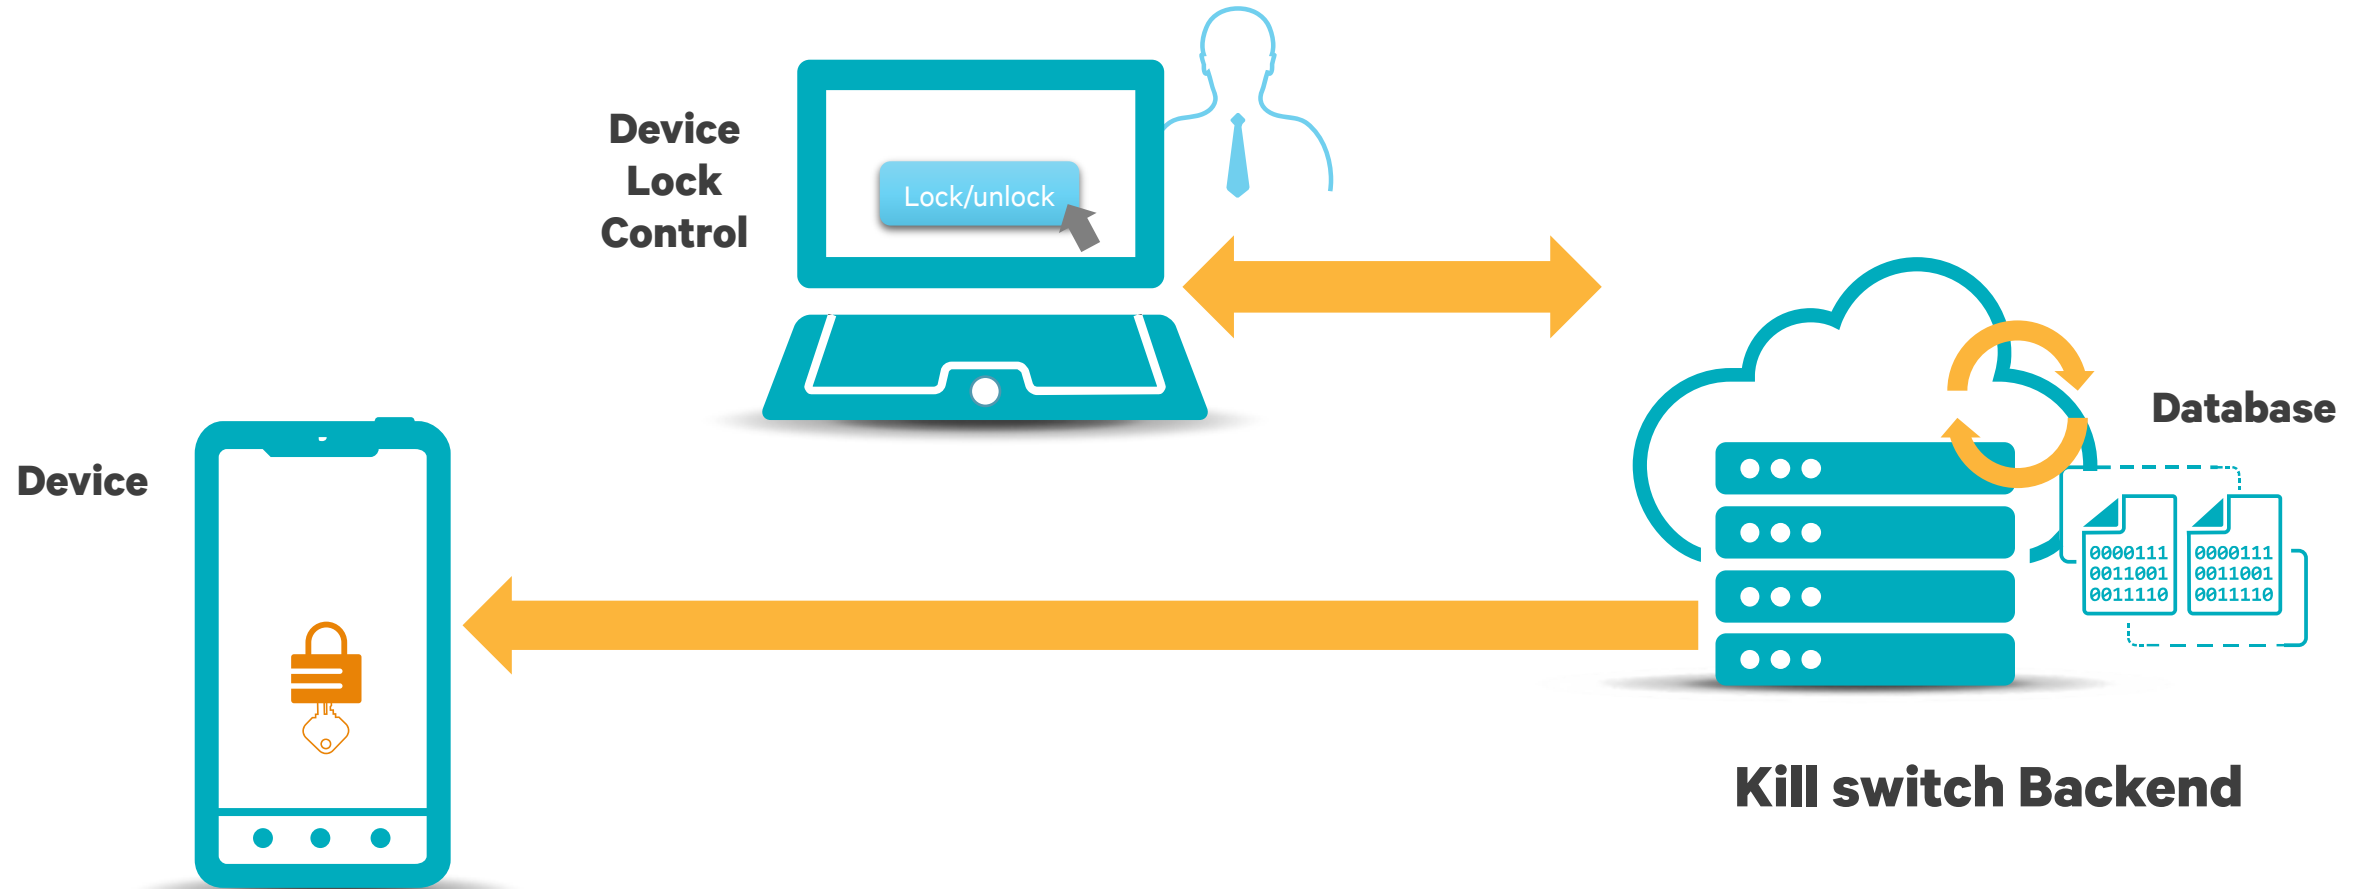 Device
Lock
Control
Lock/unlock
Database
Device
0000111
0011001
0011110
0000111
0011001
0011110
Kill switch Backend